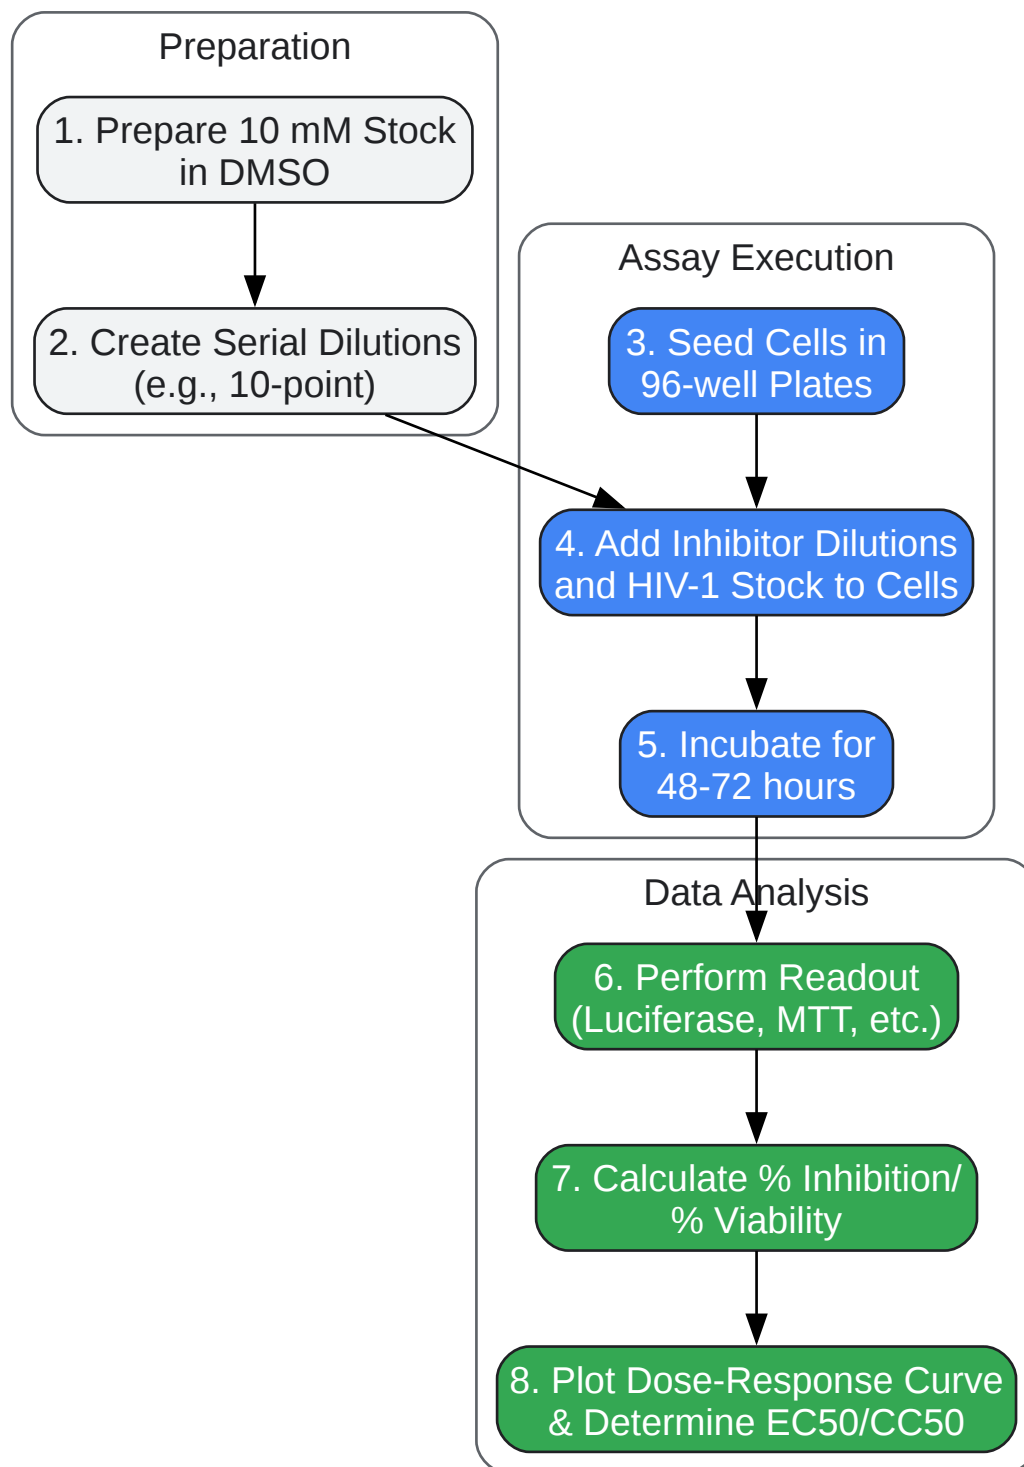 Preparation
1. Prepare 10 mM Stock
in DMSO
2. Create Serial Dilutions
(e.g., 10-point)
Assay Execution
3. Seed Cells in
96-well Plates
4. Add Inhibitor Dilutions
and HIV-1 Stock to Cells
5. Incubate for
48-72 hours
Data Analysis
6. Perform Readout
(Luciferase, MTT, etc.)
7. Calculate % Inhibition/
% Viability
8. Plot Dose-Response Curve
& Determine EC50/CC50